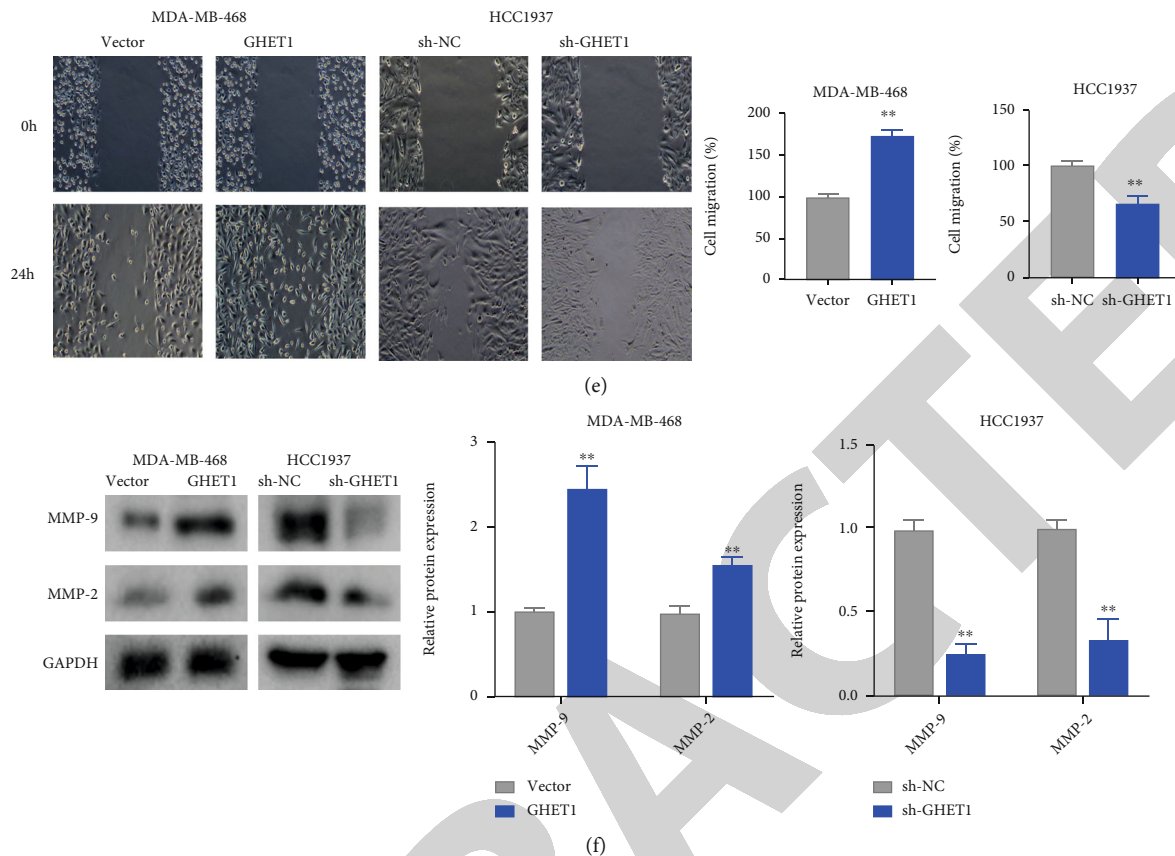 MDA-MB-468
HCC1937
Vector
GHET1
sh-NC
sh-GHET1
0h
24h
MDA-MB-468
Cell migration (%)
200
150
100
50
0
**
Vector
GHET1
HCC1937
Cell migration (%)
150
100
50
0
**
sh-NC
sh-GHET1
(e)
MDA-MB-468
HCC1937
Vector
GHET1
sh-NC
sh-GHET1
MMP-9
MMP-2
GAPDH
MDA-MB-468
Relative protein expression
3
2
1
0
**
**
MMP-9
MMP-2
Vector
GHET1
HCC1937
Relative protein expression
1.5
1.0
0.5
0.0
**
**
MMP-9
MMP-2
sh-NC
sh-GHET1
(f)